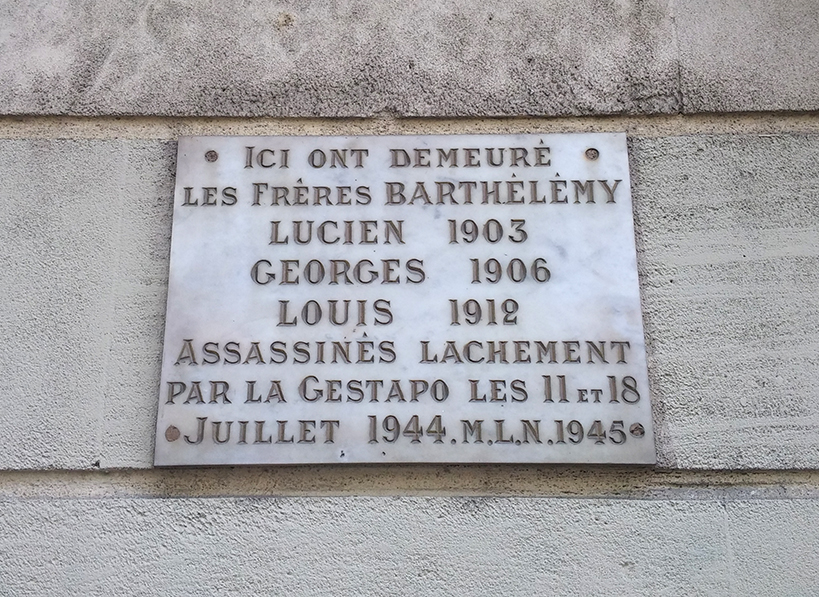 ICI ONT DEMEURÉ
LES FRÈRES BARTHÉLÉMY
LUCIEN 1903
GEORGES 1906
LOUIS 1912
ASSASSINÉS LACHEMENT
PAR LA GESTAPO LES 11 ET 18
JUILLET 1944. M.L.N. 1945